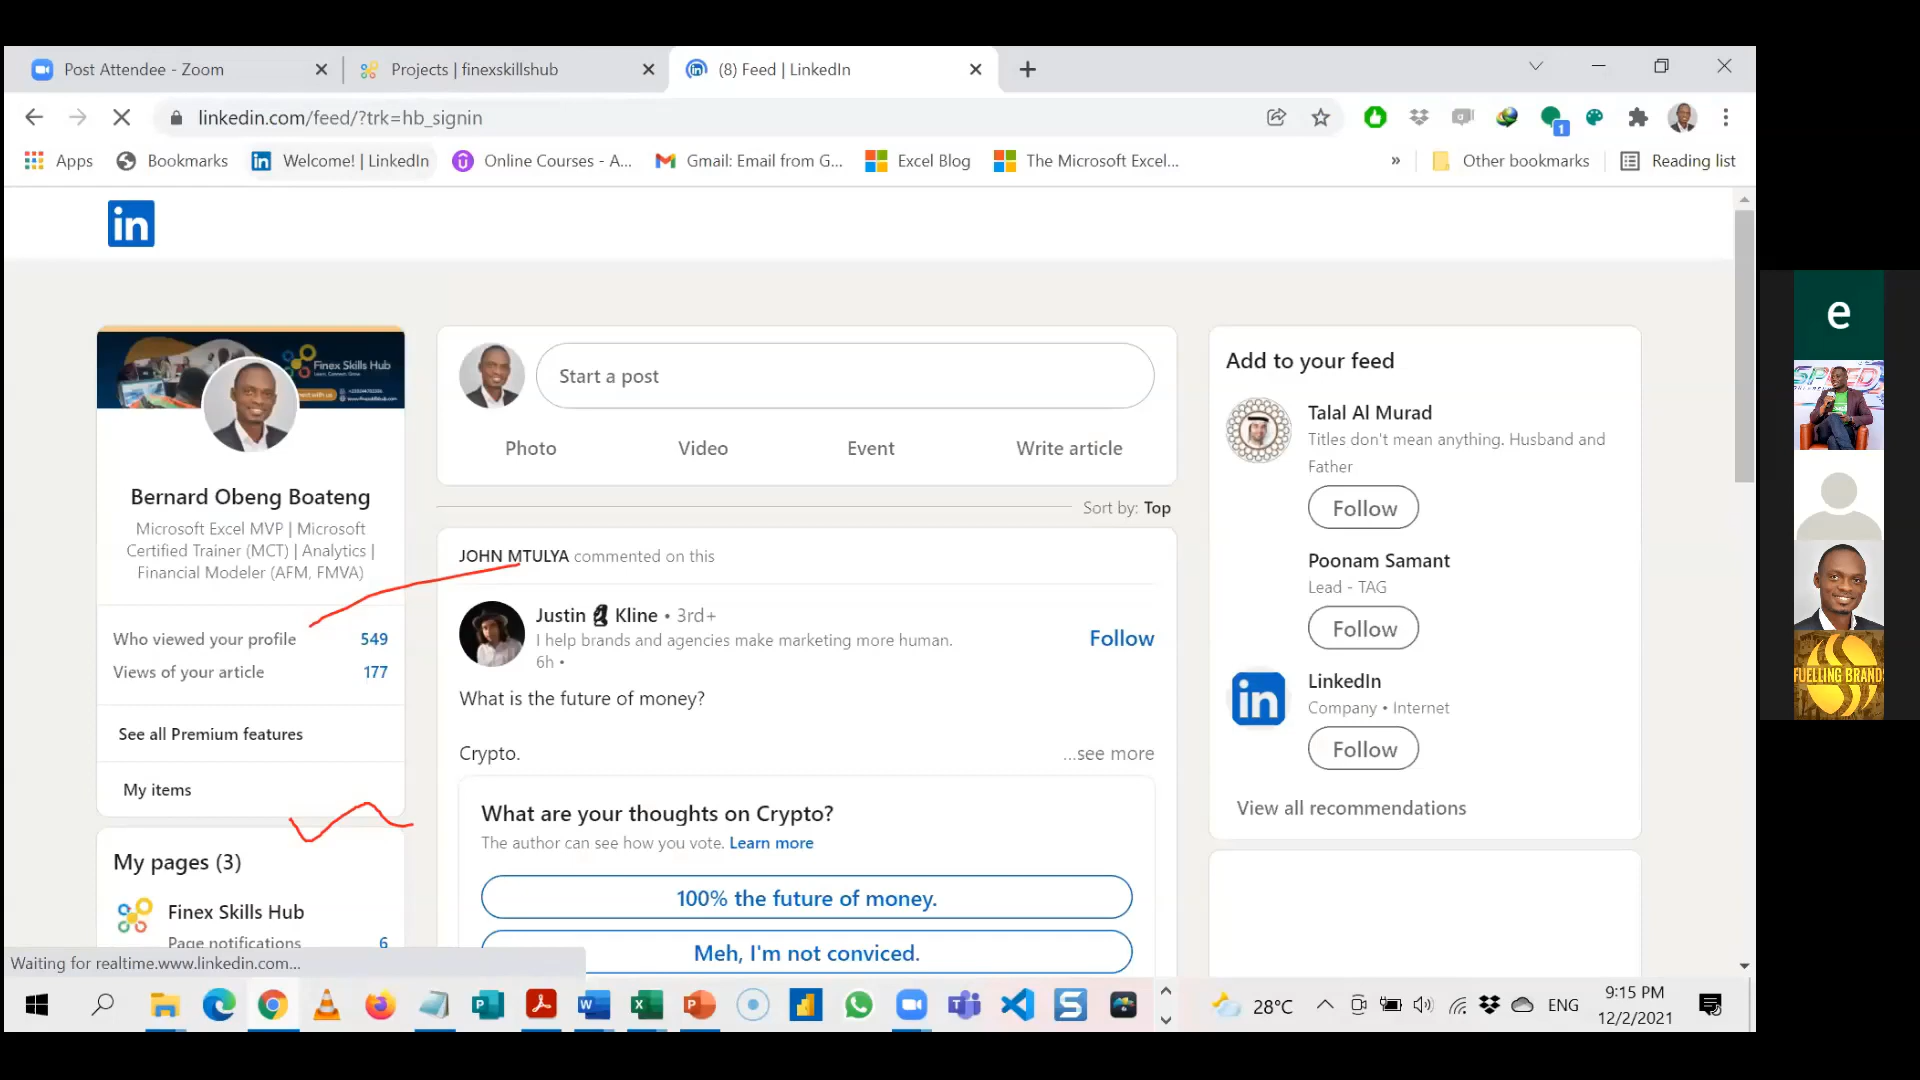 Post Attendee - Zoom
Projects | finexskillshub
(8) Feed | LinkedIn
linkedin.com/feed/?trk=hb_signin
1
Apps
Bookmarks
Welcome! | LinkedIn
Online Courses - A...
Gmail: Email from G...
Excel Blog
The Microsoft Excel...
»
Other bookmarks
Reading list
in
Finex Skills Hub
Bernard Obeng Boateng
Microsoft Excel MVP | Microsoft
Certified Trainer (MCT) | Analytics |
Financial Modeler (AFM, FMVA)
Who viewed your profile 549
Views of your article 177
See all Premium features
My items
My pages (3)
Finex Skills Hub
Page notifications 6
Waiting for realtime.www.linkedin.com...
Start a post
Photo
Video
Event
Write article
Sort by: Top
JOHN MTULYA commented on this
Justin Kline • 3rd+
I help brands and agencies make marketing more human.
6h •
Follow
What is the future of money?
Crypto.
...see more
What are your thoughts on Crypto?
The author can see how you vote. Learn more
100% the future of money.
Meh, I'm not conviced.
Add to your feed
Talal Al Murad
Titles don't mean anything. Husband and
Father
Follow
Poonam Samant
Lead - TAG
Follow
in
LinkedIn
Company • Internet
Follow
View all recommendations
e
FUELLING BRAND
28°C
ENG
9:15 PM
12/2/2021